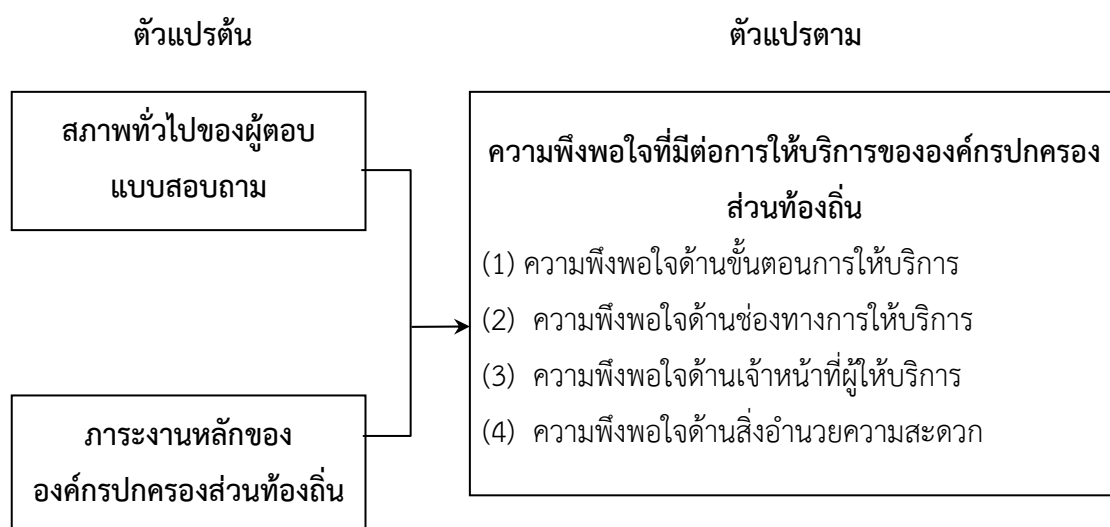 ตัวแปรต้น
ตัวแปรตาม
สภาพทั่วไปของผู้ตอบ
แบบสอบถาม
ภาระงานหลักของ
องค์กรปกครองส่วนท้องถิ่น
ความพึงพอใจที่มีต่อการให้บริการขององค์กรปกครอง
ส่วนท้องถิ่น
(1) ความพึงพอใจด้านขั้นตอนการให้บริการ
(2) ความพึงพอใจด้านช่องทางการให้บริการ
(3) ความพึงพอใจด้านเจ้าหน้าที่ผู้ให้บริการ
(4) ความพึงพอใจด้านสิ่งอำนวยความสะดวก